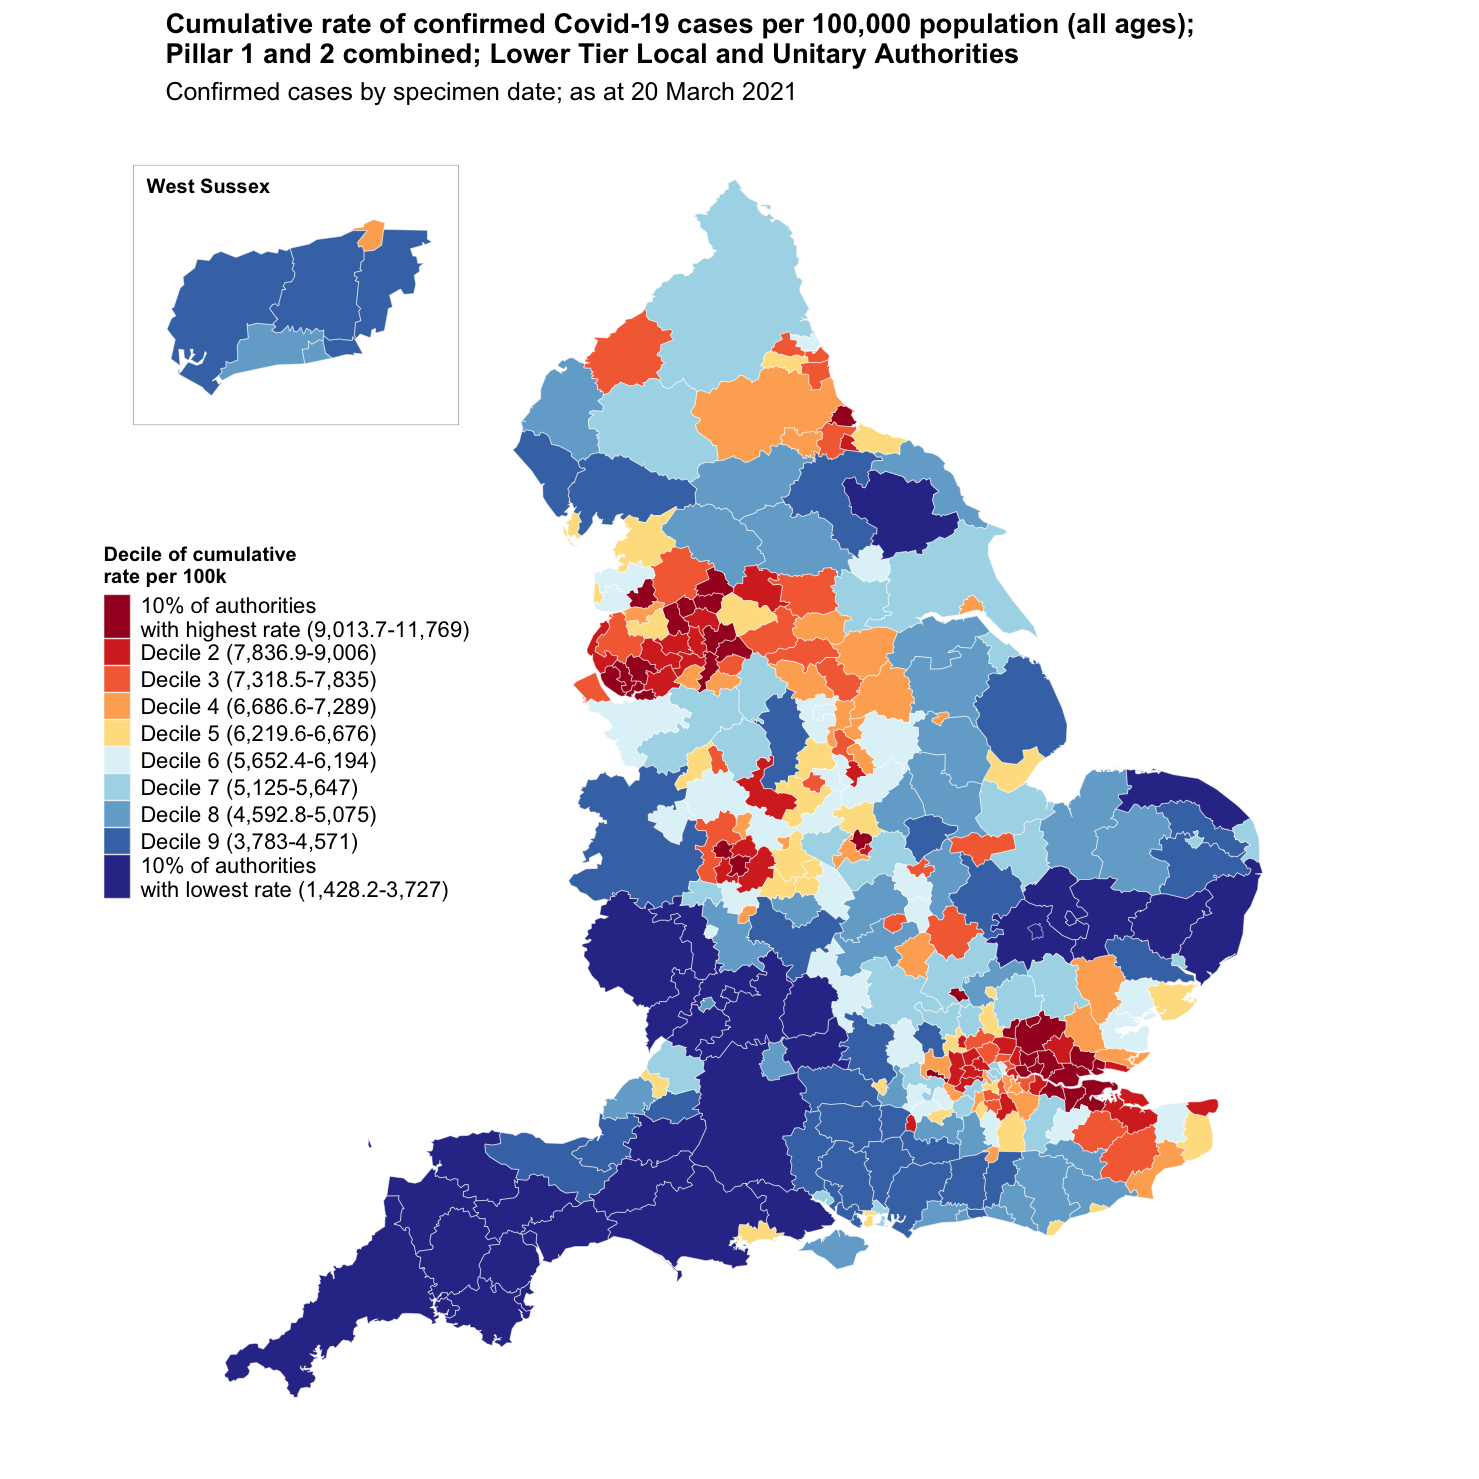 Cumulative rate of confirmed Covid-19 cases per 100,000 population (all ages);
Pillar 1 and 2 combined; Lower Tier Local and Unitary Authorities
Confirmed cases by specimen date; as at 20 March 2021
West Sussex
Decile of cumulative
rate per 100k
10% of authorities
with highest rate (9,013.7-11,769)
Decile 2 (7,836.9-9,006)
Decile 3 (7,318.5-7,835)
Decile 4 (6,686.6-7,289)
Decile 5 (6,219.6-6,676)
Decile 6 (5,652.4-6,194)
Decile 7 (5,125-5,647)
Decile 8 (4,592.8-5,075)
Decile 9 (3,783-4,571)
10% of authorities
with lowest rate (1,428.2-3,727)